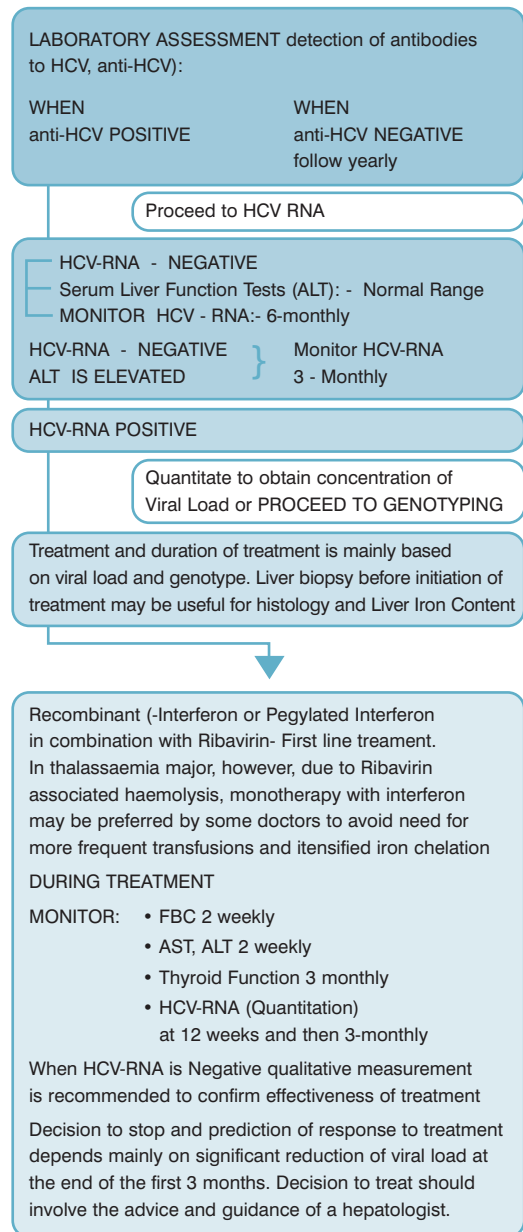 LABORATORY ASSESSMENT detection of antibodies
to HCV, anti-HCV):
WHEN
anti-HCV POSITIVE
WHEN
anti-HCV NEGATIVE
follow yearly
Proceed to HCV RNA
HCV-RNA - NEGATIVE
Serum Liver Function Tests (ALT): - Normal Range
MONITOR HCV - RNA:- 6-monthly
HCV-RNA - NEGATIVE
ALT IS ELEVATED
}
Monitor HCV-RNA
3 - Monthly
HCV-RNA POSITIVE
Quantitate to obtain concentration of
Viral Load or PROCEED TO GENOTYPING
Treatment and duration of treatment is mainly based
on viral load and genotype. Liver biopsy before initiation of
treatment may be useful for histology and Liver Iron Content
Recombinant (-Interferon or Pegylated Interferon
in combination with Ribavirin- First line treament.
In thalassaemia major, however, due to Ribavirin
associated haemolysis, monotherapy with interferon
may be preferred by some doctors to avoid need for
more frequent transfusions and itensified iron chelation
DURING TREATMENT
MONITOR: • FBC 2 weekly
• AST, ALT 2 weekly
• Thyroid Function 3 monthly
• HCV-RNA (Quantitation)
at 12 weeks and then 3-monthly
When HCV-RNA is Negative qualitative measurement
is recommended to confirm effectiveness of treatment
Decision to stop and prediction of response to treatment
depends mainly on significant reduction of viral load at
the end of the first 3 months. Decision to treat should
involve the advice and guidance of a hepatologist.